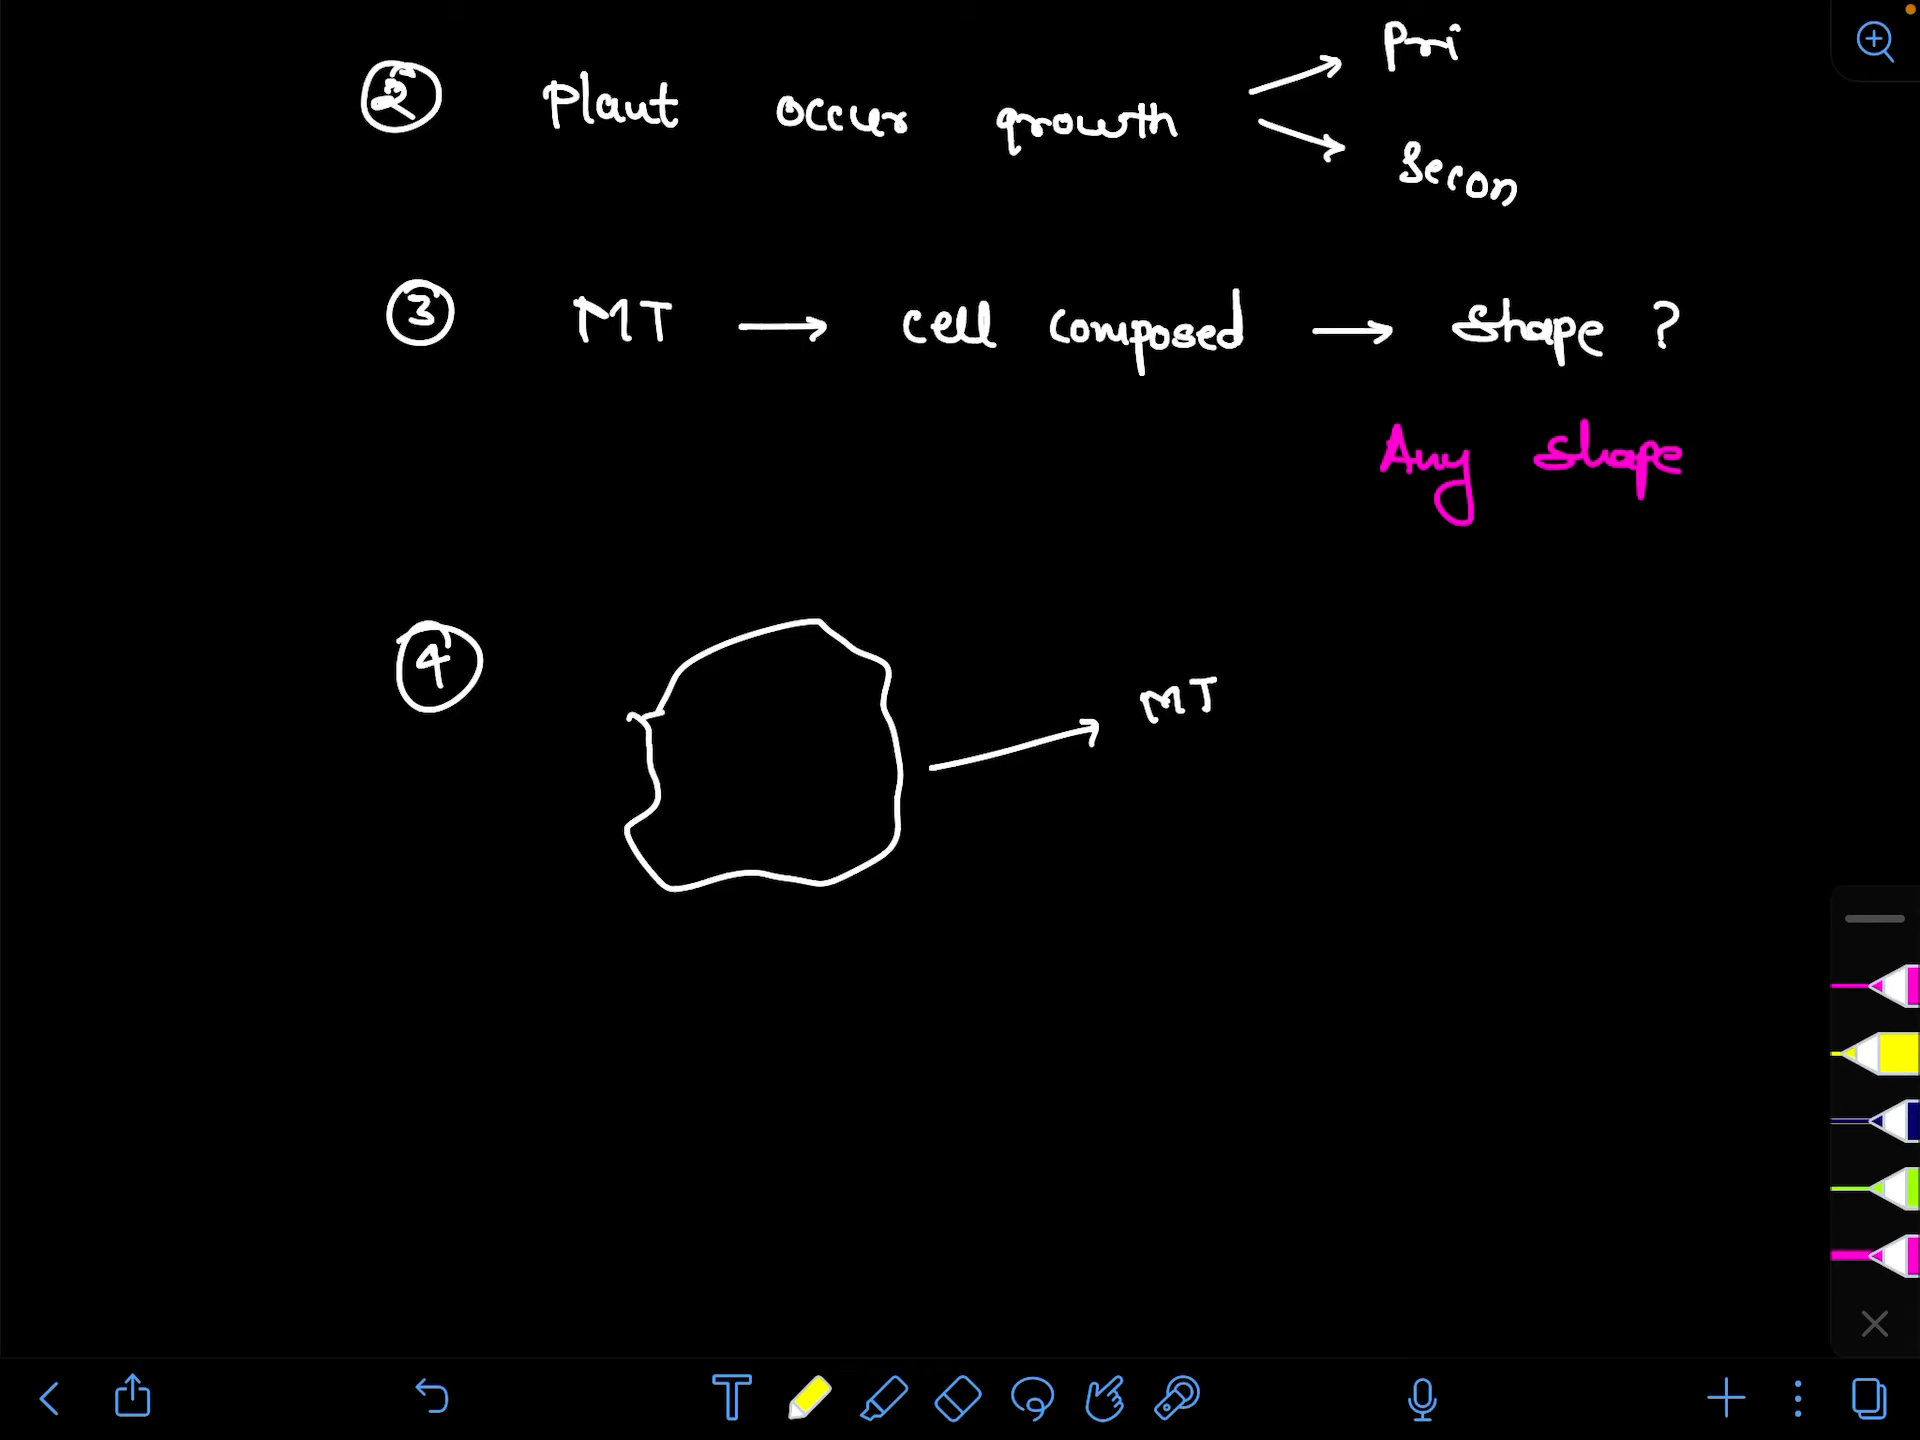 Pri
② Plant occur growth
Secon
③ MT → cell composed → Shape ?
Any Shape
④
MT